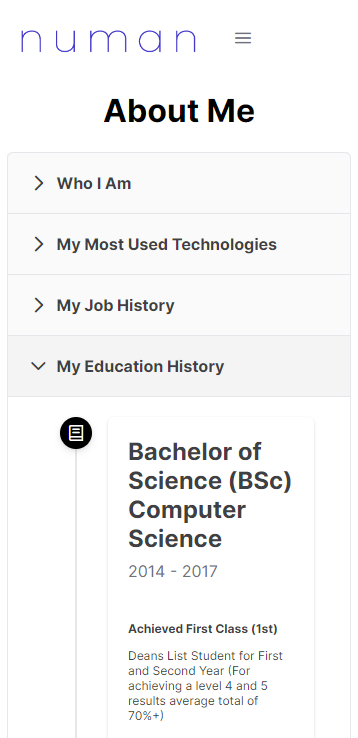 numan
About Me
Who I Am
My Most Used Technologies
My Job History
My Education History
Bachelor of
Science (BSc)
Computer
Science
2014 - 2017
Achieved First Class (1st)
Deans List Student for First
and Second Year (For
achieving a level 4 and 5
results average total of
70%+)